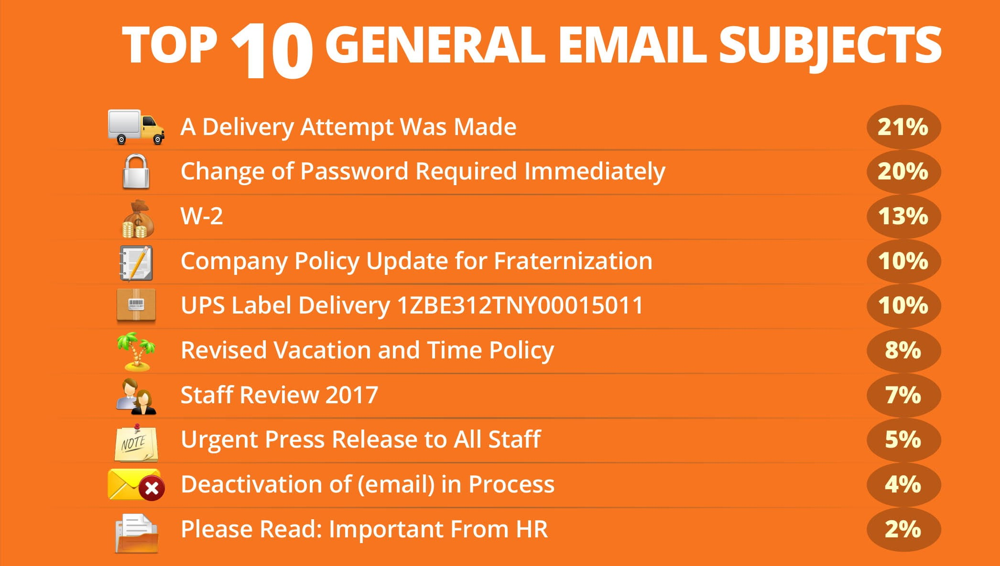 TOP 10 GENERAL EMAIL SUBJECTS
A Delivery Attempt Was Made 21%
Change of Password Required Immediately 20%
W-2 13%
Company Policy Update for Fraternization 10%
UPS Label Delivery 1ZBE312TNY00015011 10%
Revised Vacation and Time Policy 8%
Staff Review 2017 7%
NOTE Urgent Press Release to All Staff 5%
Deactivation of (email) in Process 4%
Please Read: Important From HR 2%